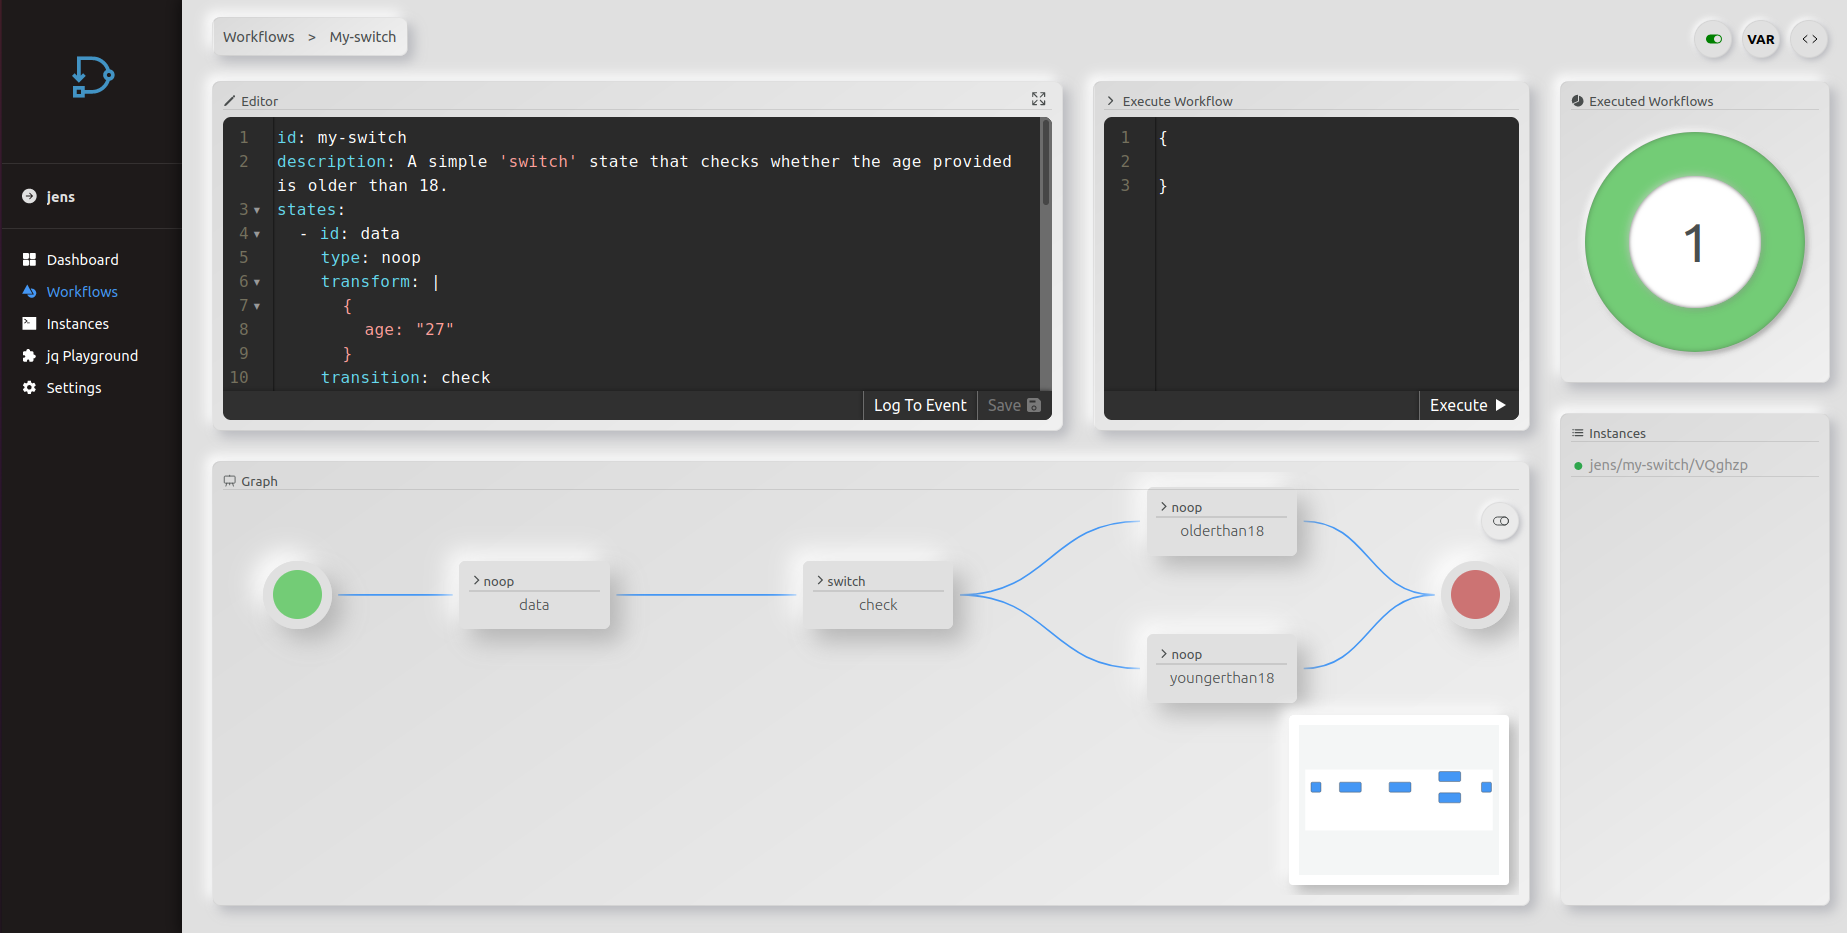 Workflows > My-switch
VAR
jens
Dashboard
Workflows
Instances
jq Playground
Settings
Editor
1 id: my-switch
2 description: A simple 'switch' state that checks whether the age provided
is older than 18.
3 states:
4 - id: data
5 type: noop
6 transform: |
7 {
8 age: "27"
9 }
10 transition: check
Log To Event
Save
Execute Workflow
1 {
2
3 }
Execute
Executed Workflows
1
Instances
jens/my-switch/VQghzp
Graph
noop
data
switch
check
noop
olderthan18
noop
youngerthan18